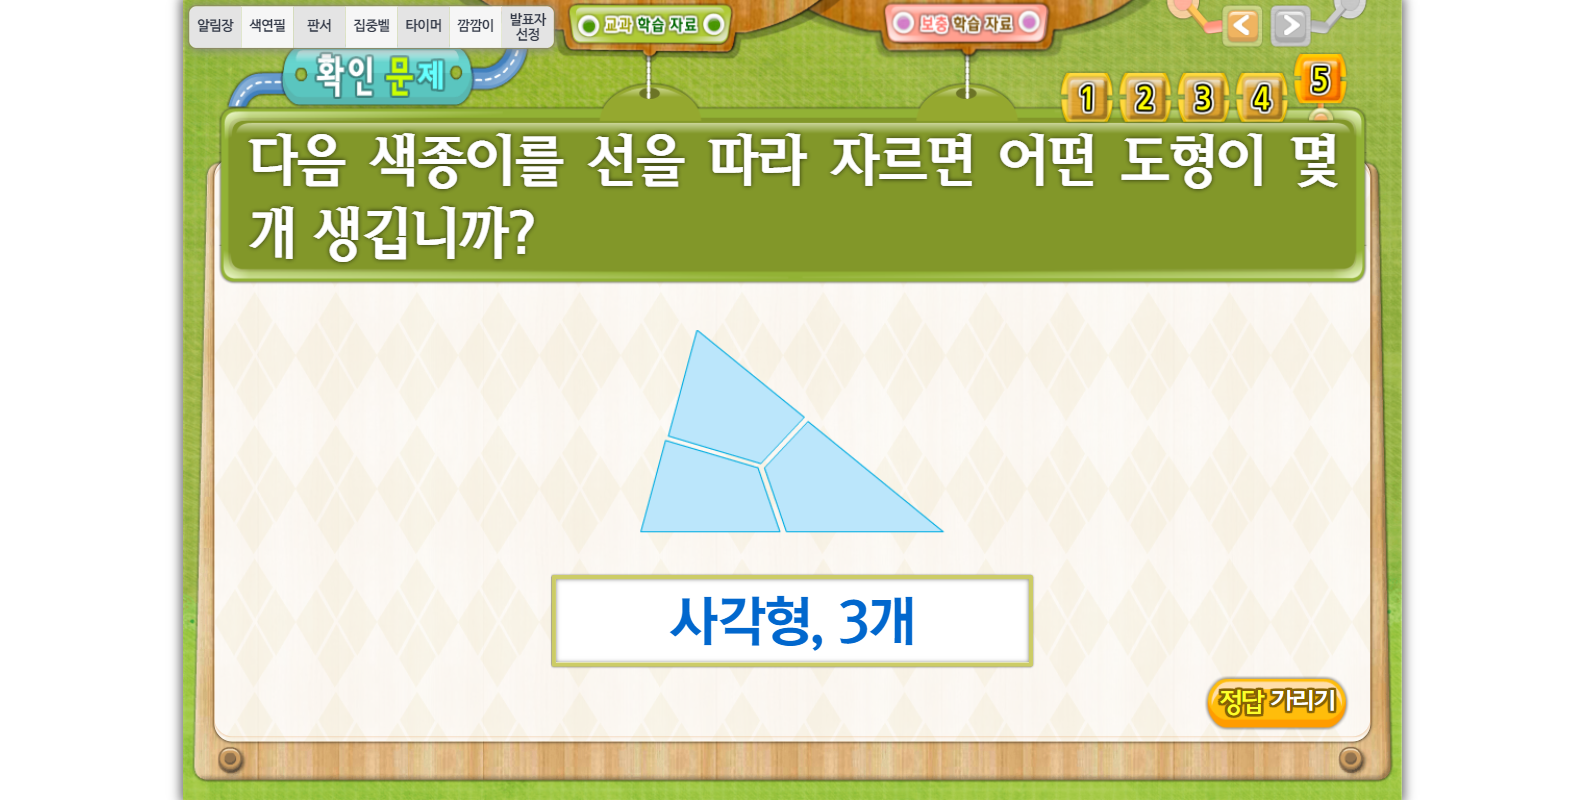 알림장 색연필 판서 집중벨 타이머 깜깜이 발표자 선정
교과 학습 자료
보충 학습 자료
확인 문제
1 2 3 4 5
다음 색종이를 선을 따라 자르면 어떤 도형이 몇
개 생깁니까?
사각형, 3개
정답 가리기